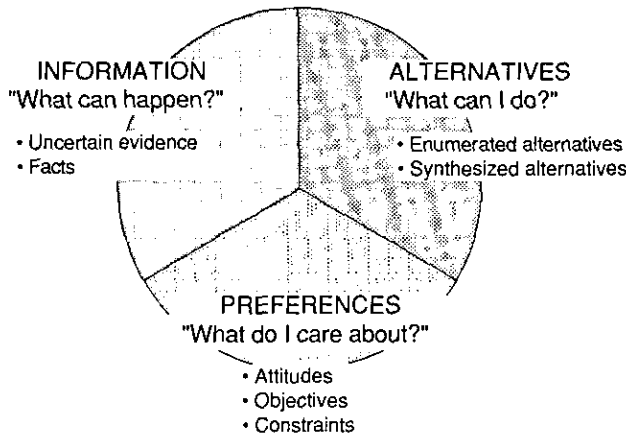 INFORMATION
"What can happen?"
• Uncertain evidence
• Facts
ALTERNATIVES
"What can I do?"
• Enumerated alternatives
• Synthesized alternatives
PREFERENCES
"What do I care about?"
• Attitudes
• Objectives
• Constraints